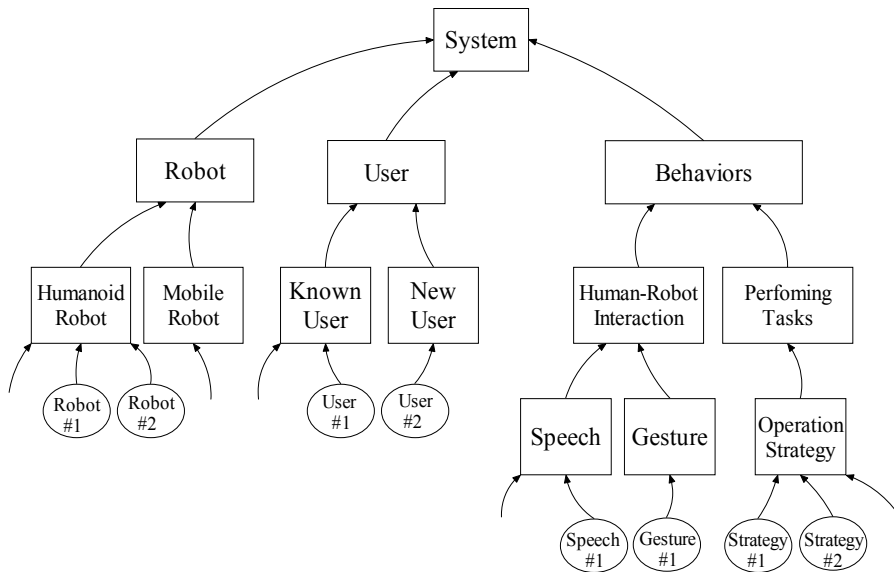 System
Robot
User
Behaviors
Humanoid
Robot
Mobile
Robot
Known
User
New
User
Human-Robot
Interaction
Perfoming
Tasks
Robot
#1
Robot
#2
User
#1
User
#2
Speech
Gesture
Operation
Strategy
Speech
#1
Gesture
#1
Strategy
#1
Strategy
#2